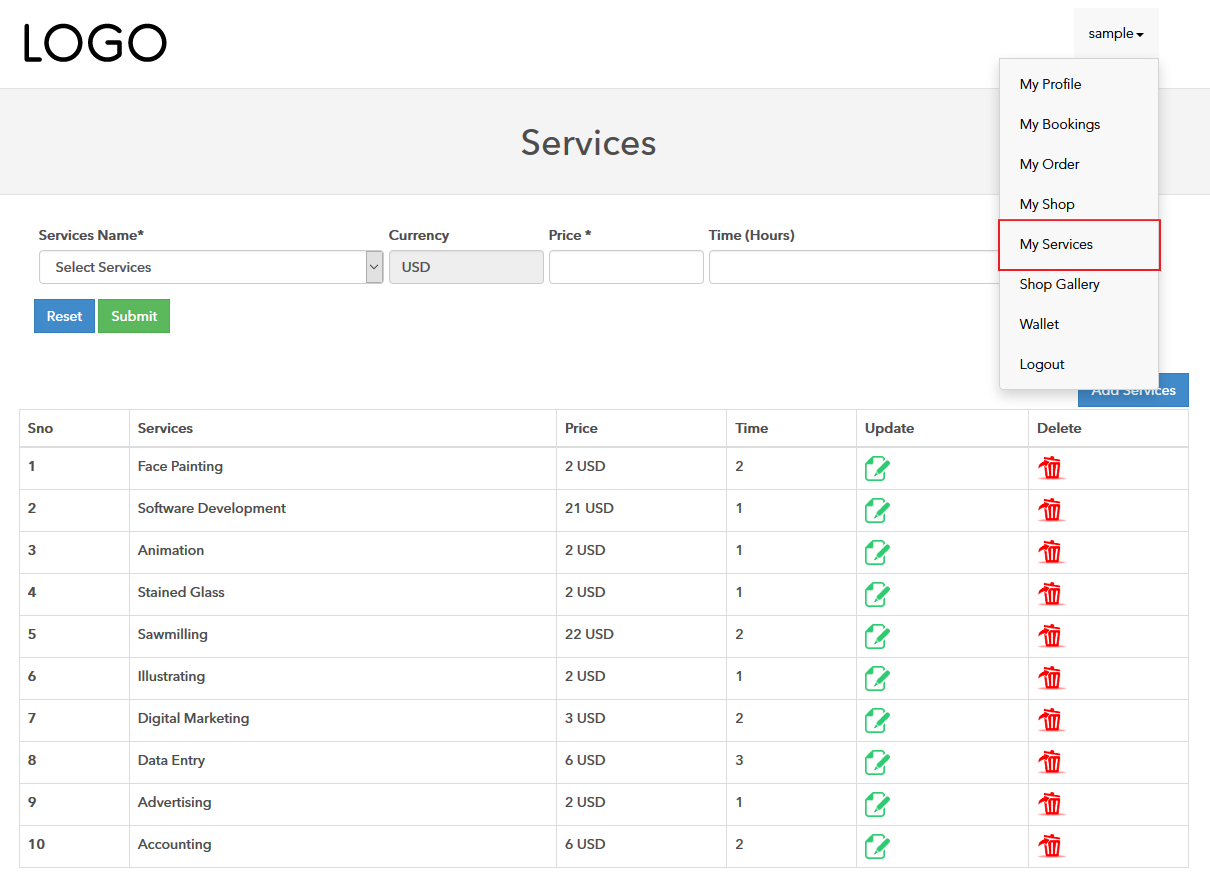 LOGO
sample
My Profile
My Bookings
My Order
My Shop
My Services
Shop Gallery
Wallet
Logout
Services
Services Name* Currency Price * Time (Hours)
Select Services USD
Reset Submit
Add Services
Sno Services Price Time Update Delete
1 Face Painting 2 USD 2
2 Software Development 21 USD 1
3 Animation 2 USD 1
4 Stained Glass 2 USD 1
5 Sawmilling 22 USD 2
6 Illustrating 2 USD 1
7 Digital Marketing 3 USD 2
8 Data Entry 6 USD 3
9 Advertising 2 USD 1
10 Accounting 6 USD 2